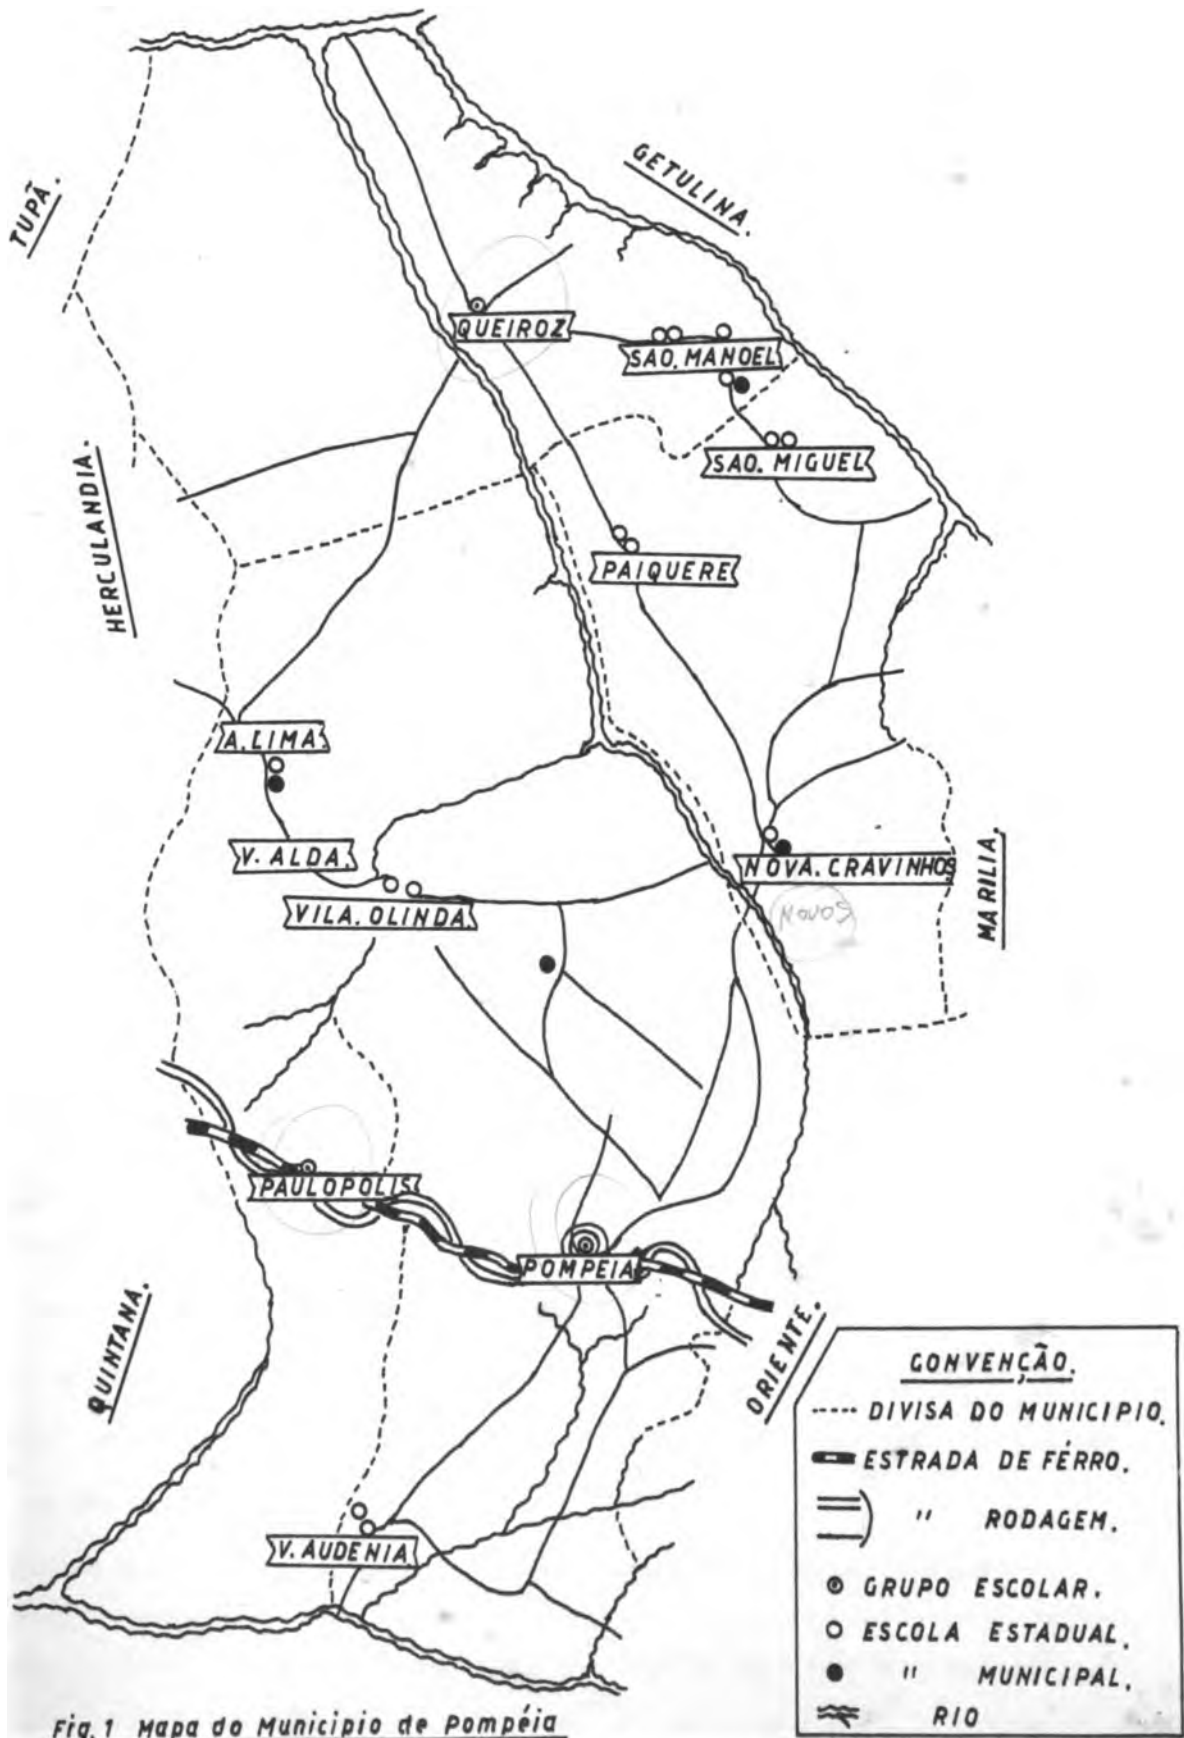 GETULINA.
TUPÃ.
QUEIROZ
SAO. MANOEL
SAO. MIGUEL
HERCULANDIA.
PAIQUERE
A. LIMA.
V. ALDA.
NOVA. CRAVINHOS
MARILIA.
VILA. OLINDA.
NOVOS
PAULOPOLIS
POMPEIA
QUINTANA.
ORIENTE.
V. AUDENIA
CONVENÇÃO.
DIVISA DO MUNICIPIO.
ESTRADA DE FÉRRO.
" RODAGEM.
GRUPO ESCOLAR.
ESCOLA ESTADUAL.
" MUNICIPAL.
RIO
Fig. 1 Mapa do Municipio de Pompéia